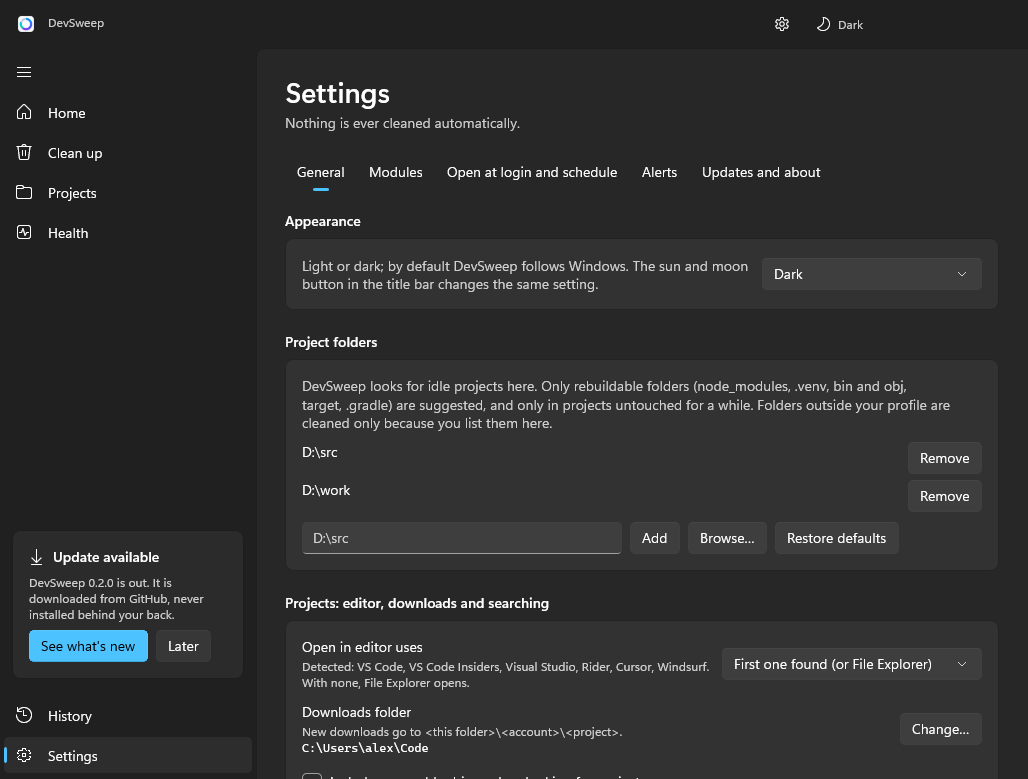 DevSweep
Dark
Home
Clean up
Projects
Health
Settings
Nothing is ever cleaned automatically.
General
Modules
Open at login and schedule
Alerts
Updates and about
Appearance
Light or dark; by default DevSweep follows Windows. The sun and moon
button in the title bar changes the same setting.
Dark
Project folders
DevSweep looks for idle projects here. Only rebuildable folders (node_modules, .venv, bin and obj,
target, .gradle) are suggested, and only in projects untouched for a while. Folders outside your profile are
cleaned only because you list them here.
D:\src
Remove
D:\work
Remove
D:\src
Add
Browse...
Restore defaults
Projects: editor, downloads and searching
Open in editor uses
Detected: VS Code, VS Code Insiders, Visual Studio, Rider, Cursor, Windsurf.
With none, File Explorer opens.
First one found (or File Explorer)
Downloads folder
New downloads go to <this folder>\<account>\<project>.
C:\Users\alex\Code
Change...
Update available
DevSweep 0.2.0 is out. It is
downloaded from GitHub, never
installed behind your back.
See what's new
Later
History
Settings